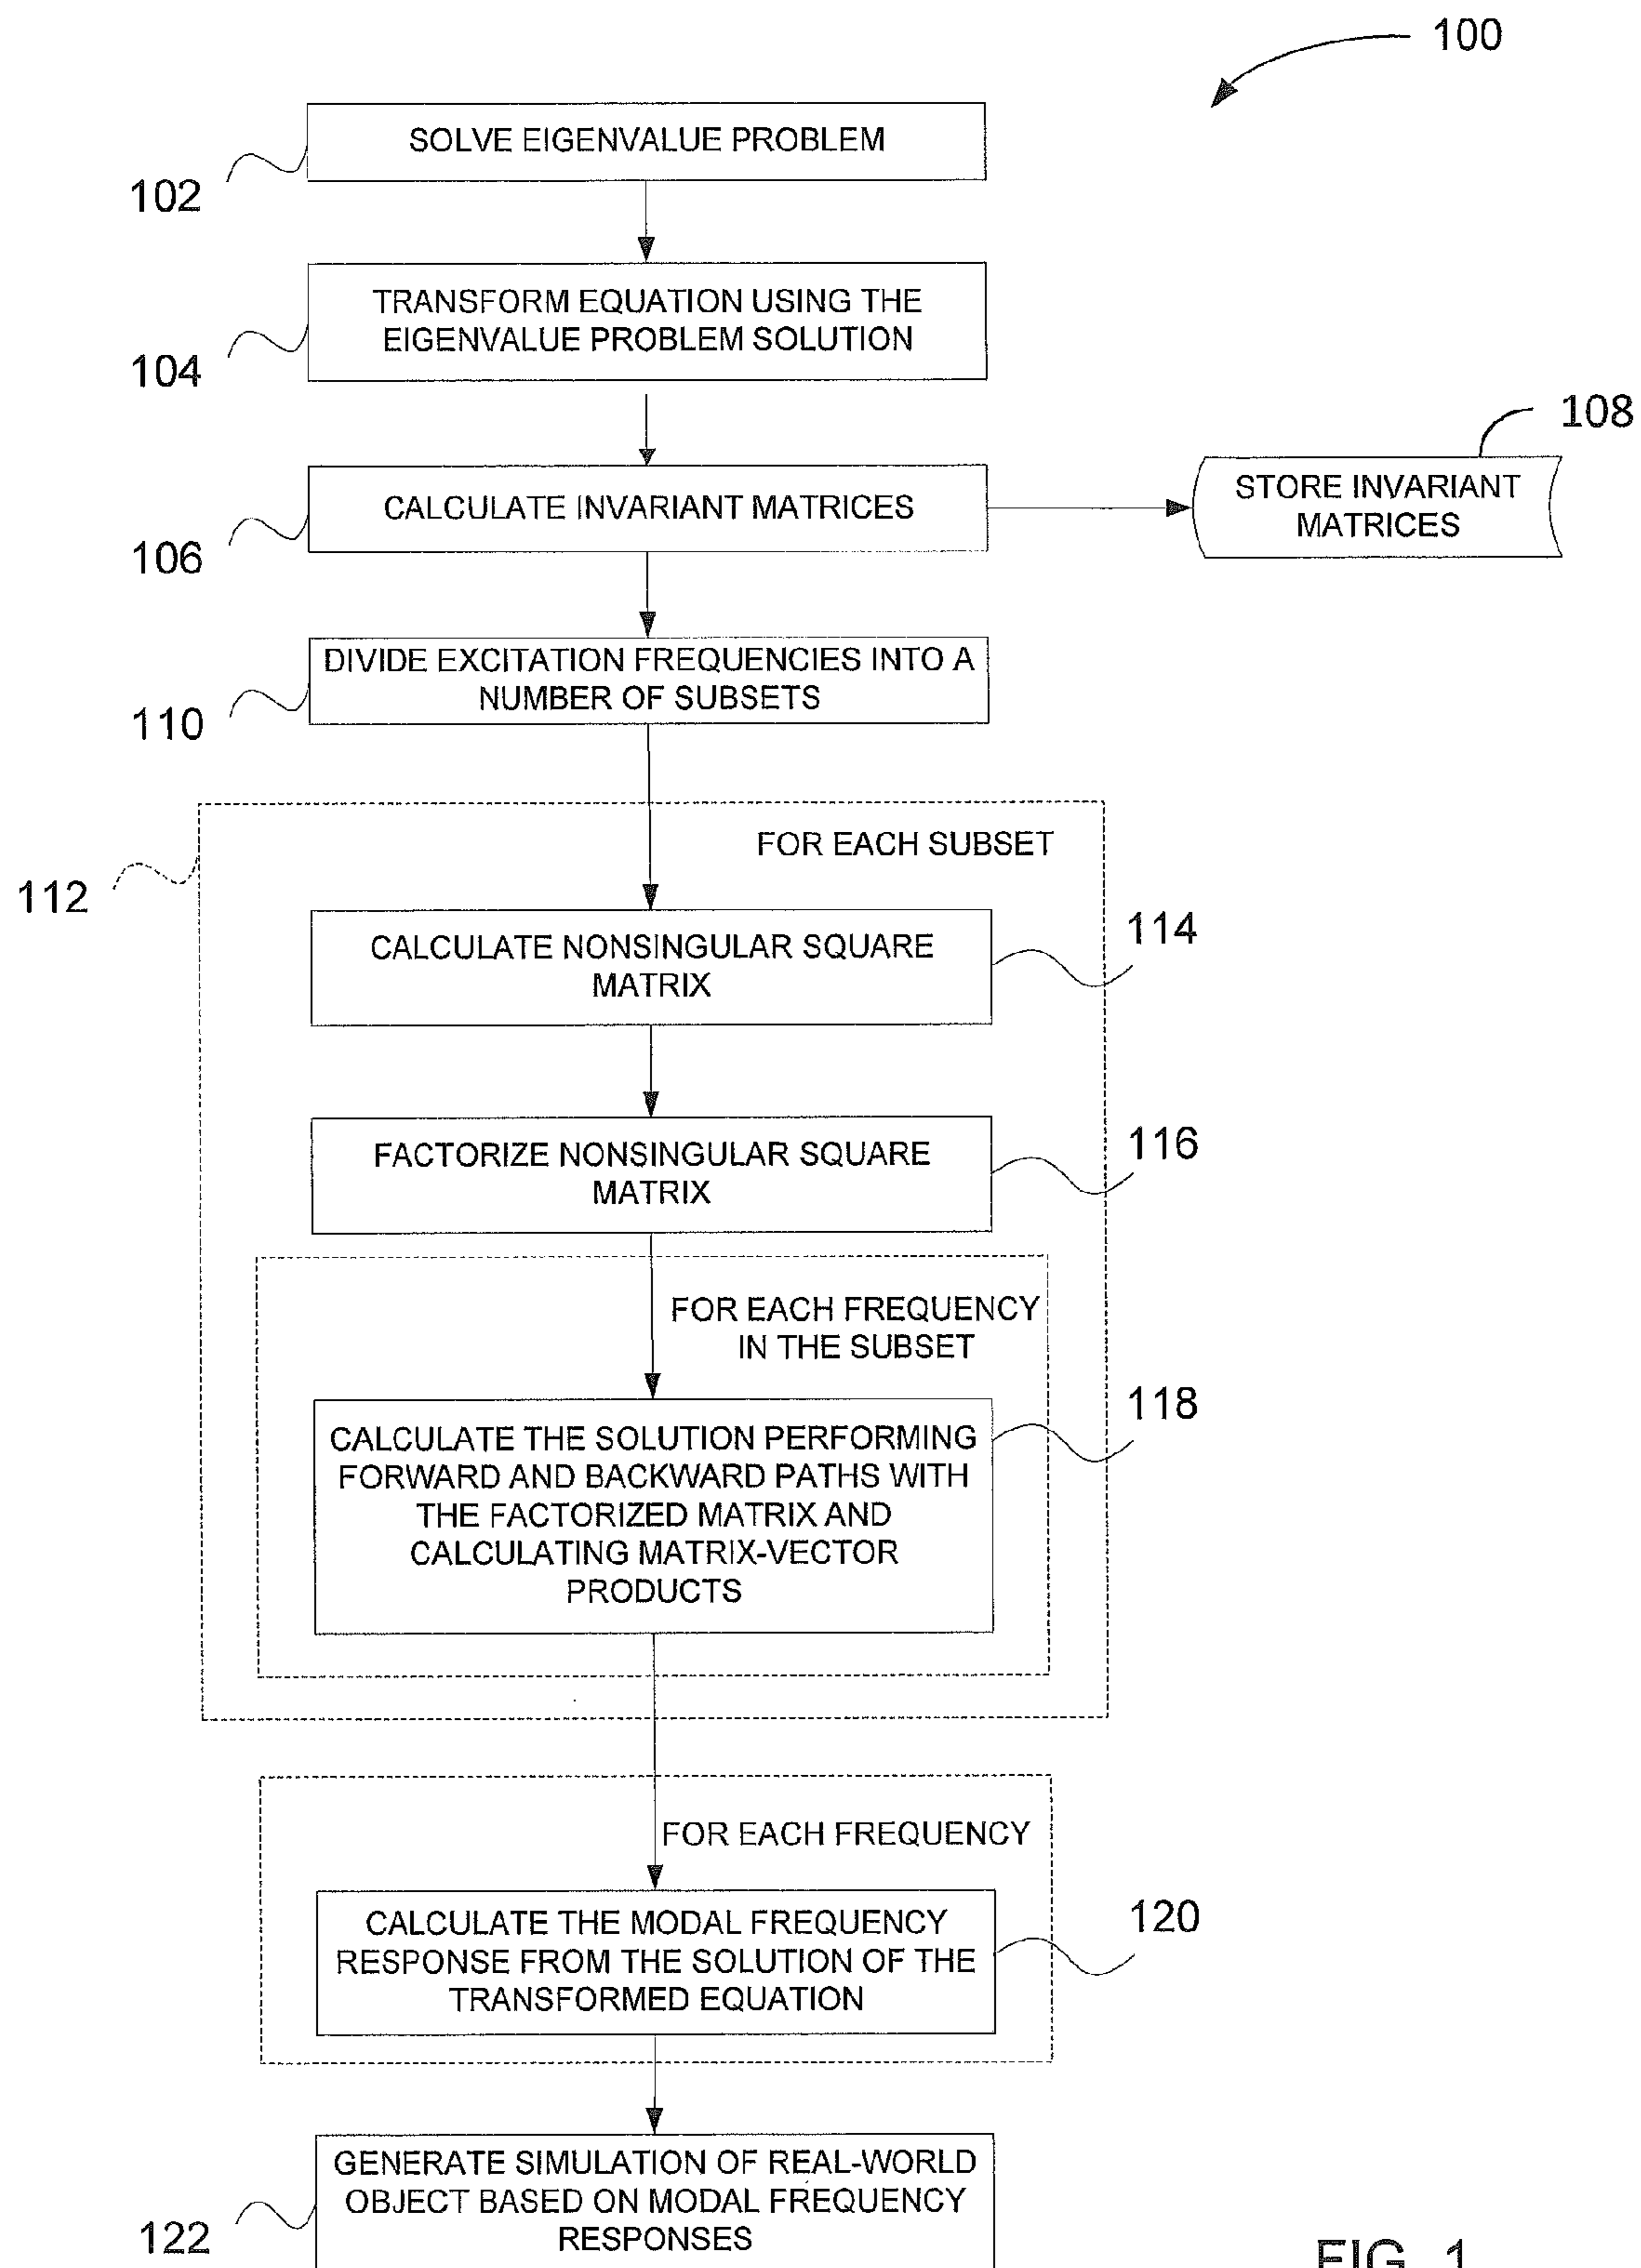 100
SOLVE EIGENVALUE PROBLEM
102
TRANSFORM EQUATION USING THE
EIGENVALUE PROBLEM SOLUTION
104
108
STORE INVARIANT
MATRICES
CALCULATE INVARIANT MATRICES
106
DIVIDE EXCITATION FREQUENCIES INTO A
NUMBER OF SUBSETS
110
FOR EACH SUBSET
112
CALCULATE NONSINGULAR SQUARE
MATRIX
114
FACTORIZE NONSINGULAR SQUARE
MATRIX
116
FOR EACH FREQUENCY
IN THE SUBSET
118
CALCULATE THE SOLUTION PERFORMING
FORWARD AND BACKWARD PATHS WITH
THE FACTORIZED MATRIX AND
CALCULATING MATRIX-VECTOR
PRODUCTS
FOR EACH FREQUENCY
CALCULATE THE MODAL FREQUENCY
RESPONSE FROM THE SOLUTION OF THE
TRANSFORMED EQUATION
120
GENERATE SIMULATION OF REAL-WORLD
OBJECT BASED ON MODAL FREQUENCY
RESPONSES
122
FIG. 1